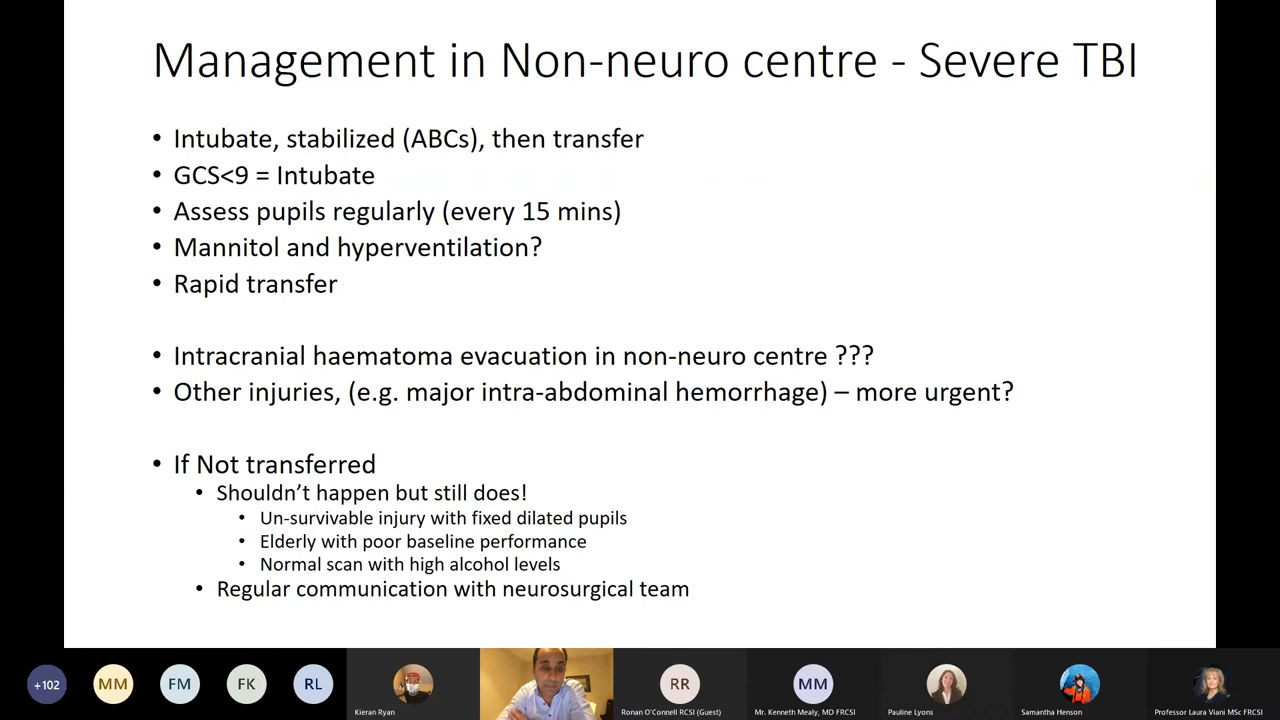 Management in Non-neuro centre - Severe TBI
• Intubate, stabilized (ABCs), then transfer
• GCS<9 = Intubate
• Assess pupils regularly (every 15 mins)
• Mannitol and hyperventilation?
• Rapid transfer
• Intracranial haematoma evacuation in non-neuro centre ???
• Other injuries, (e.g. major intra-abdominal hemorrhage) – more urgent?
• If Not transferred
• Shouldn’t happen but still does!
• Un-survivable injury with fixed dilated pupils
• Elderly with poor baseline performance
• Normal scan with high alcohol levels
• Regular communication with neurosurgical team
+102
MM
FM
FK
RL
Kieran Ryan
RR
Ronan O'Connell RCSI (Guest)
MM
Mr. Kenneth Mealy, MD FRCSI
Pauline Lyons
Samantha Henson
Professor Laura Viani MSc FRCSI